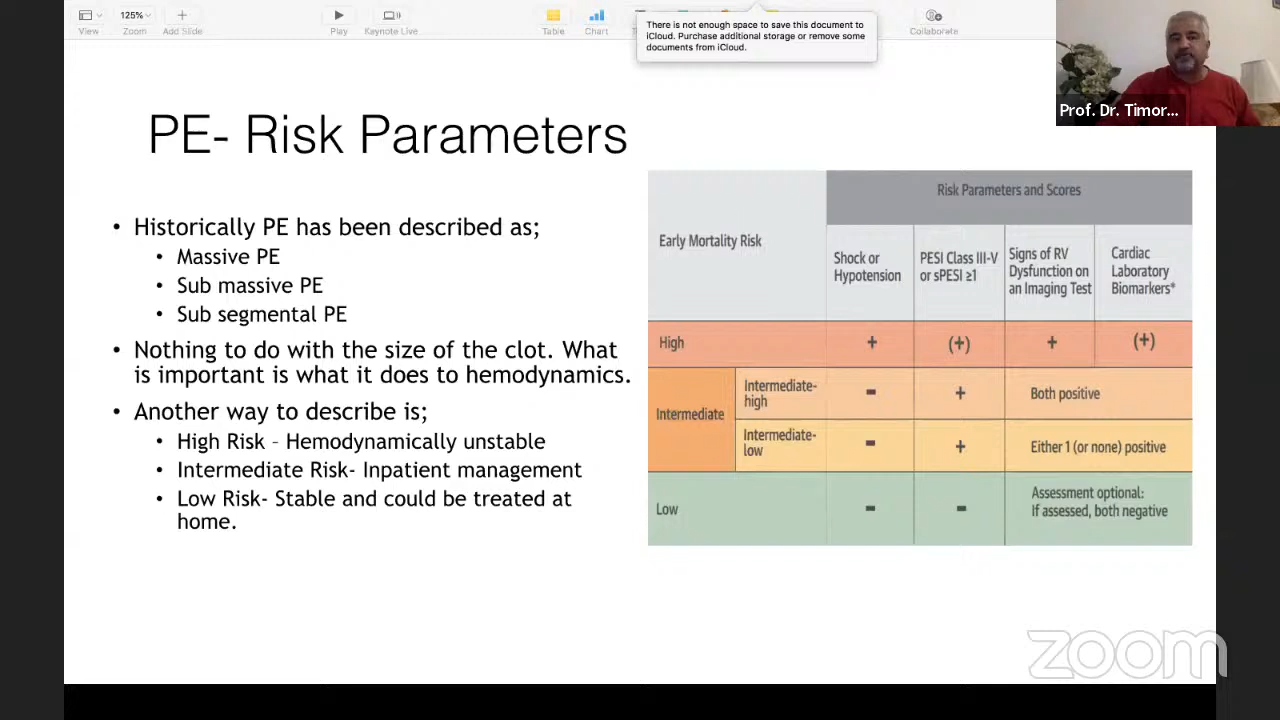 125%
View
Zoom
Add Slide
Play
Keynote Live
Table
Chart
Collaborate
There is not enough space to save this document to
iCloud. Purchase additional storage or remove some
documents from iCloud.
Prof. Dr. Timor...
PE- Risk Parameters
• Historically PE has been described as;
• Massive PE
• Sub massive PE
• Sub segmental PE
• Nothing to do with the size of the clot. What
is important is what it does to hemodynamics.
• Another way to describe is;
• High Risk – Hemodynamically unstable
• Intermediate Risk- Inpatient management
• Low Risk- Stable and could be treated at
home.
Risk Parameters and Scores
Early Mortality Risk
Shock or
Hypotension
PESI Class III-V
or sPESI ≥1
Signs of RV
Dysfunction on
an Imaging Test
Cardiac
Laboratory
Biomarkers*
High + (+) + (+)
Intermediate
Intermediate-
high
- + Both positive
Intermediate-
low
- + Either 1 (or none) positive
Low - - Assessment optional:
If assessed, both negative
zoom